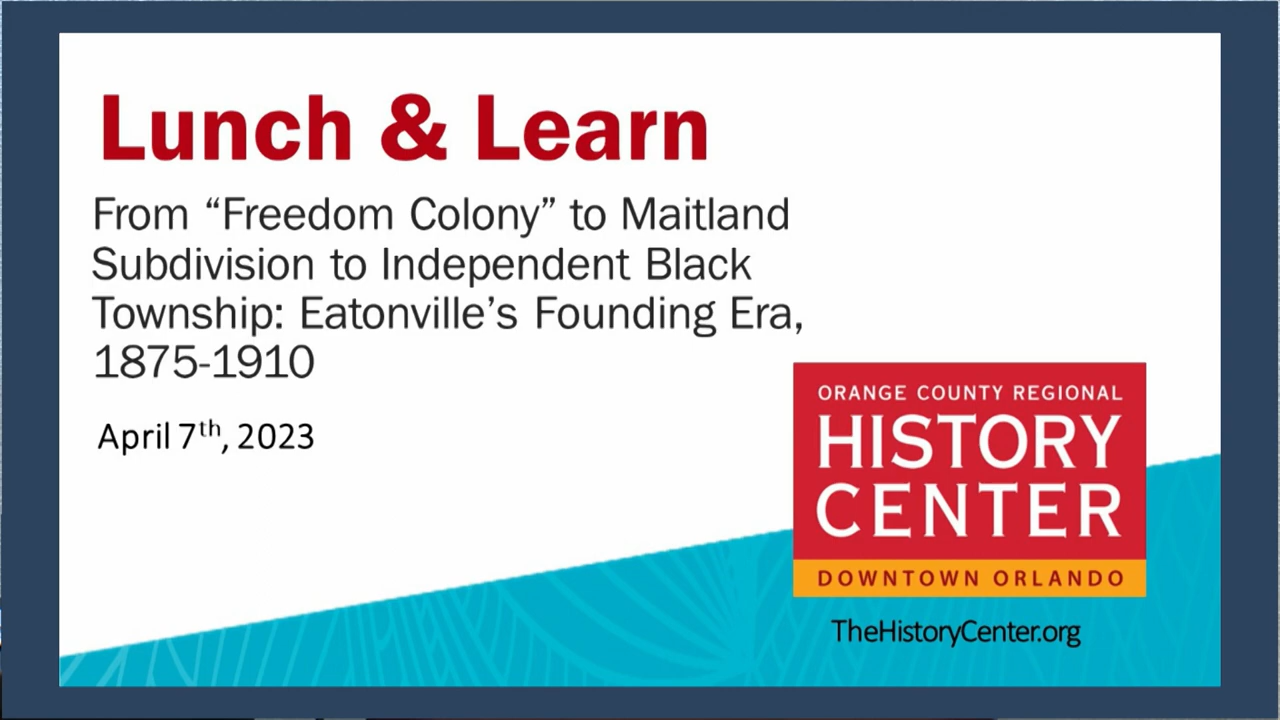 Lunch & Learn
From “Freedom Colony” to Maitland
Subdivision to Independent Black
Township: Eatonville’s Founding Era,
1875-1910
April 7th, 2023
ORANGE COUNTY REGIONAL
HISTORY
CENTER
DOWNTOWN ORLANDO
TheHistoryCenter.org